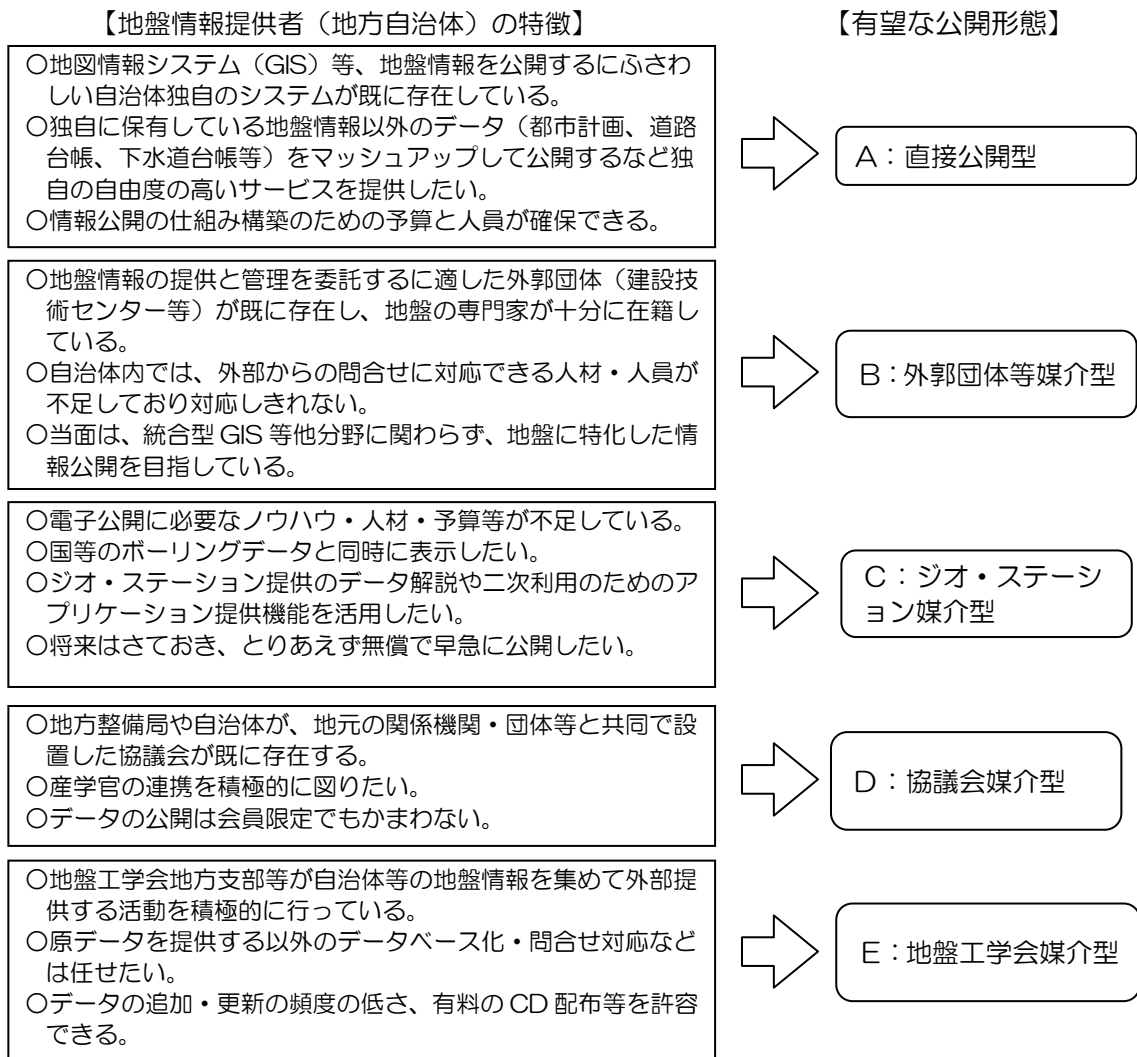 【地盤情報提供者（地方自治体）の特徴】
【有望な公開形態】
〇地図情報システム（GIS）等、地盤情報を公開するにふさわ
しい自治体独自のシステムが既に存在している。
〇独自に保有している地盤情報以外のデータ（都市計画、道路
台帳、下水道台帳等）をマッシュアップして公開するなど独
自の自由度の高いサービスを提供したい。
〇情報公開の仕組み構築のための予算と人員が確保できる。
A：直接公開型
〇地盤情報の提供と管理を委託するに適した外郭団体（建設技
術センター等）が既に存在し、地盤の専門家が十分に在籍し
ている。
〇自治体内では、外部からの問合せに対応できる人材・人員が
不足しており対応しきれない。
〇当面は、統合型 GIS 等他分野に関わらず、地盤に特化した情
報公開を目指している。
B：外郭団体等媒介型
〇電子公開に必要なノウハウ・人材・予算等が不足している。
〇国等のボーリングデータと同時に表示したい。
〇ジオ・ステーション提供のデータ解説や二次利用のためのア
プリケーション提供機能を活用したい。
〇将来はさておき、とりあえず無償で早急に公開したい。
C：ジオ・ステーシ
ョン媒介型
〇地方整備局や自治体が、地元の関係機関・団体等と共同で設
置した協議会が既に存在する。
〇産学官の連携を積極的に図りたい。
〇データの公開は会員限定でもかまわない。
D：協議会媒介型
〇地盤工学会地方支部等が自治体等の地盤情報を集めて外部提
供する活動を積極的に行っている。
〇原データを提供する以外のデータベース化・問合せ対応など
は任せたい。
〇データの追加・更新の頻度の低さ、有料の CD 配布等を許容
できる。
E：地盤工学会媒介型